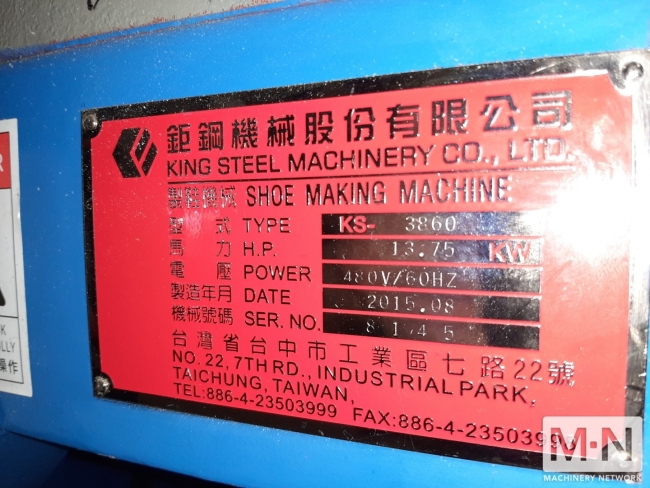 鉅鋼機械股份有限公司
KING STEEL MACHINERY CO., LTD.
製鞋機械 SHOE MAKING MACHINE
型式 TYPE KS- 3860
馬力 H.P. 13.75 KW
電壓 POWER 480V/60HZ
製造年月 DATE 2015.08
機械號碼 SER. NO. 8145
台灣省台中市工業區七路22號
NO. 22, 7TH RD., INDUSTRIAL PARK,
TAICHUNG, TAIWAN,
TEL:886-4-23503999 FAX:886-4-2350399
M·N
MACHINERY NETWORK
操作